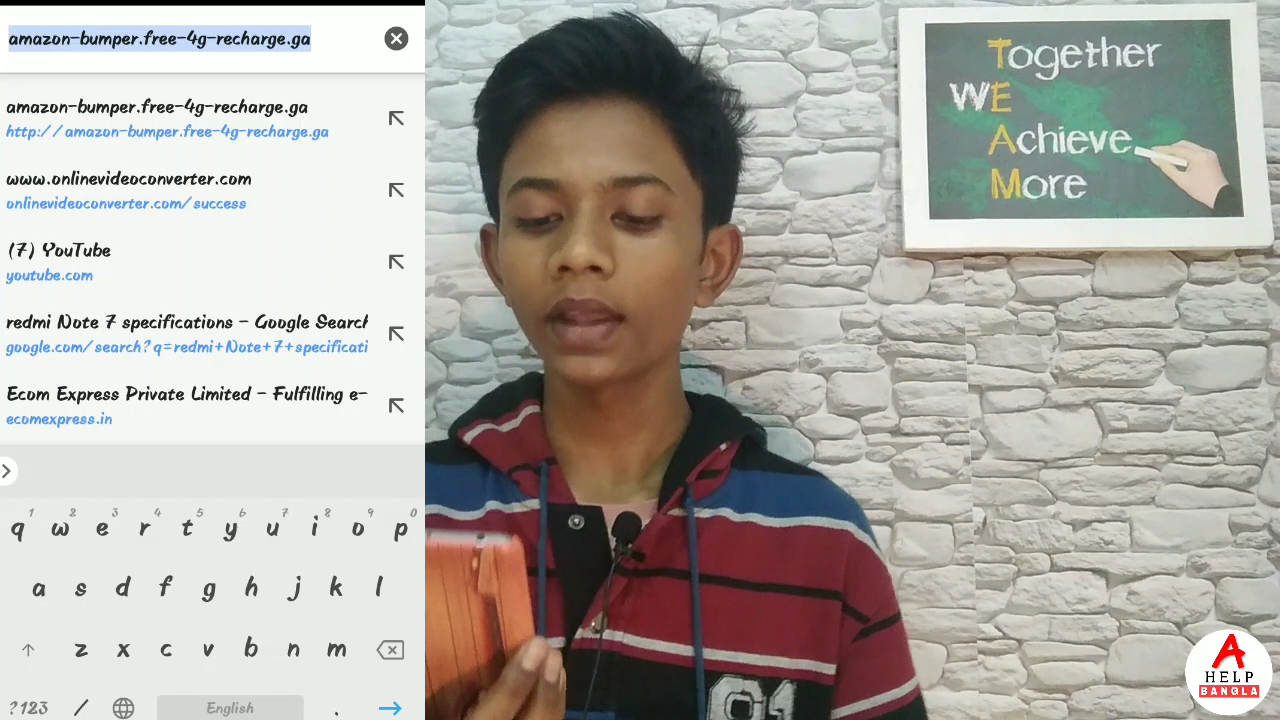 amazon-bumper.free-4g-recharge.ga
amazon-bumper.free-4g-recharge.ga
http://amazon-bumper.free-4g-recharge.ga
www.onlinevideoconverter.com
onlinevideoconverter.com/success
(7) YouTube
youtube.com
redmi Note 7 specifications - Google Search
google.com/search?q=redmi+Note+7+specificati
Ecom Express Private Limited - Fulfilling e-
ecomexpress.in
1 2 3 4 5 6 7 8 9 0
q w e r t y u i o p
a s d f g h j k l
z x c v b n m
?123 / English .
Together
WE
Achieve
More
91
A
HELP
BANGLA